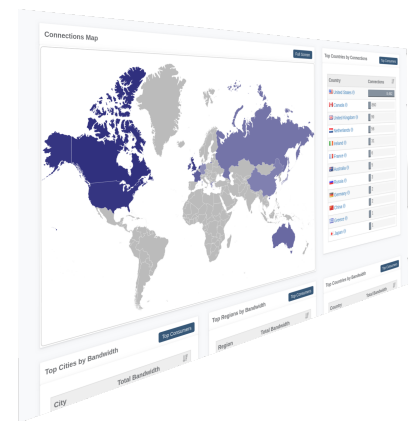 Connections Map
Full Screen
Top Countries by Connections
Top Consumers
Country Connections
United States
Canada
United Kingdom
Netherlands
Ireland
France
Australia
Russia
Germany
China
Japan
Top Cities by Bandwidth
Top Consumers
City Total Bandwidth
Top Regions by Bandwidth
Top Consumers
Region Total Bandwidth
Top Countries by Bandwidth
Top Consumers
Country Total Bandwidth